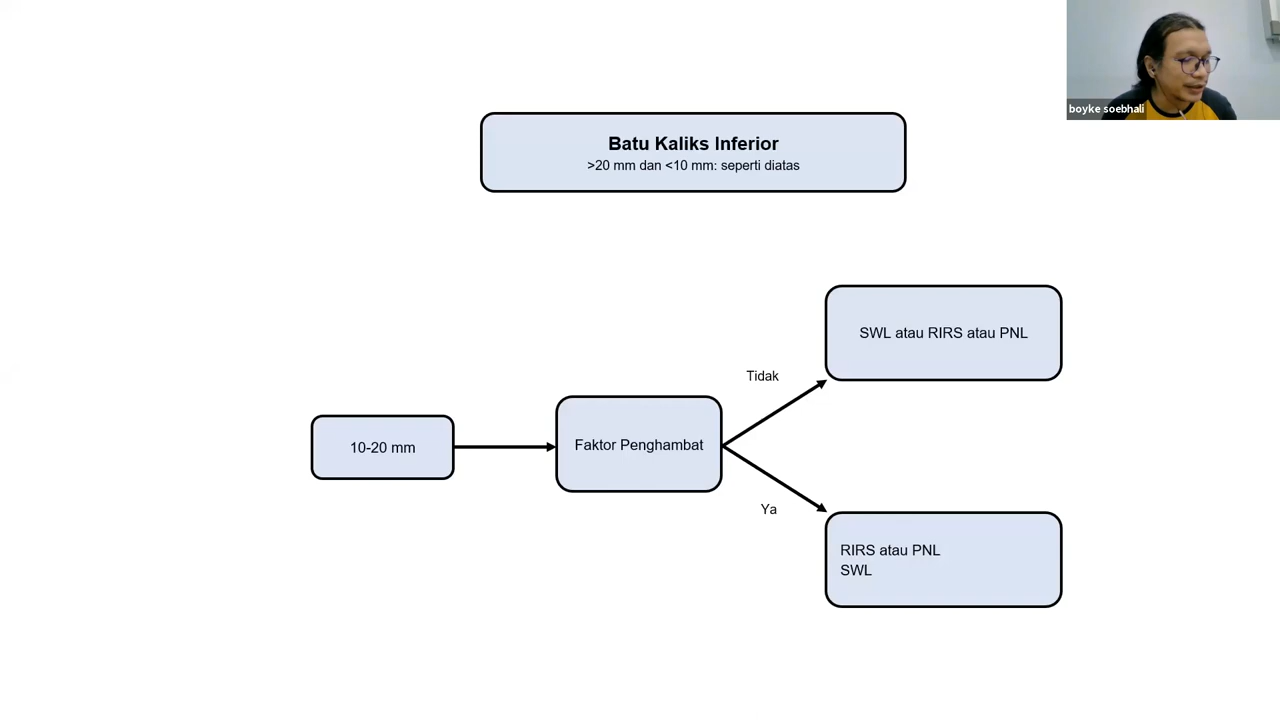 boyke soebhali
Batu Kaliks Inferior
>20 mm dan <10 mm: seperti diatas
SWL atau RIRS atau PNL
Tidak
10-20 mm
Faktor Penghambat
Ya
RIRS atau PNL
SWL